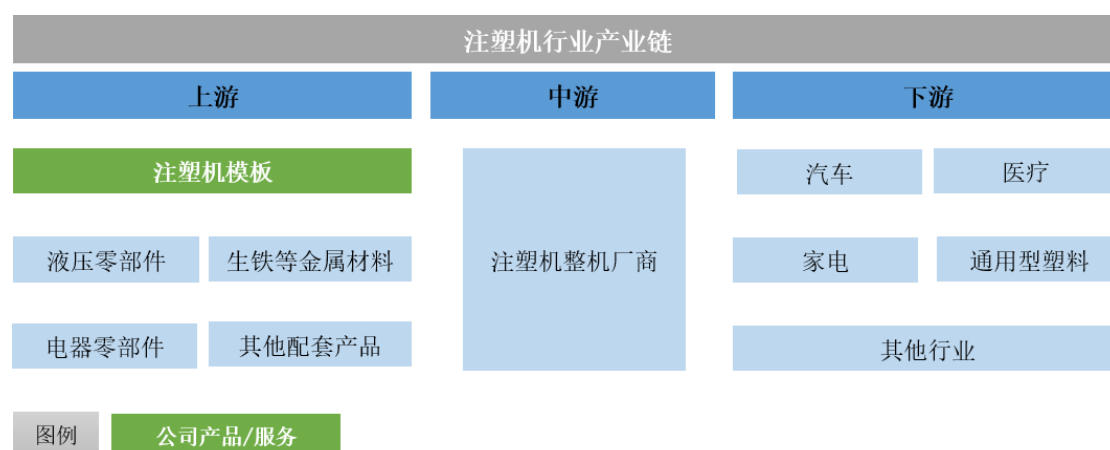 注塑机行业产业链
上游 中游 下游
注塑机模板 汽车 医疗
液压零部件 生铁等金属材料 注塑机整机厂商 家电 通用型塑料
电器零部件 其他配套产品 其他行业
图例 公司产品/服务